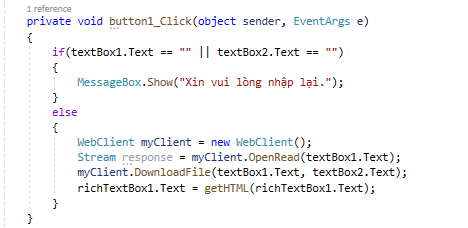 1 reference
private void button1_Click(object sender, EventArgs e)
{
if(textBox1.Text == "" || textBox2.Text == "")
{
MessageBox.Show("Xin vui lòng nhập lại.");
}
else
{
WebClient myClient = new WebClient();
Stream response = myClient.OpenRead(textBox1.Text);
myClient.DownloadFile(textBox1.Text, textBox2.Text);
richTextBox1.Text = getHTML(richTextBox1.Text);
}
}